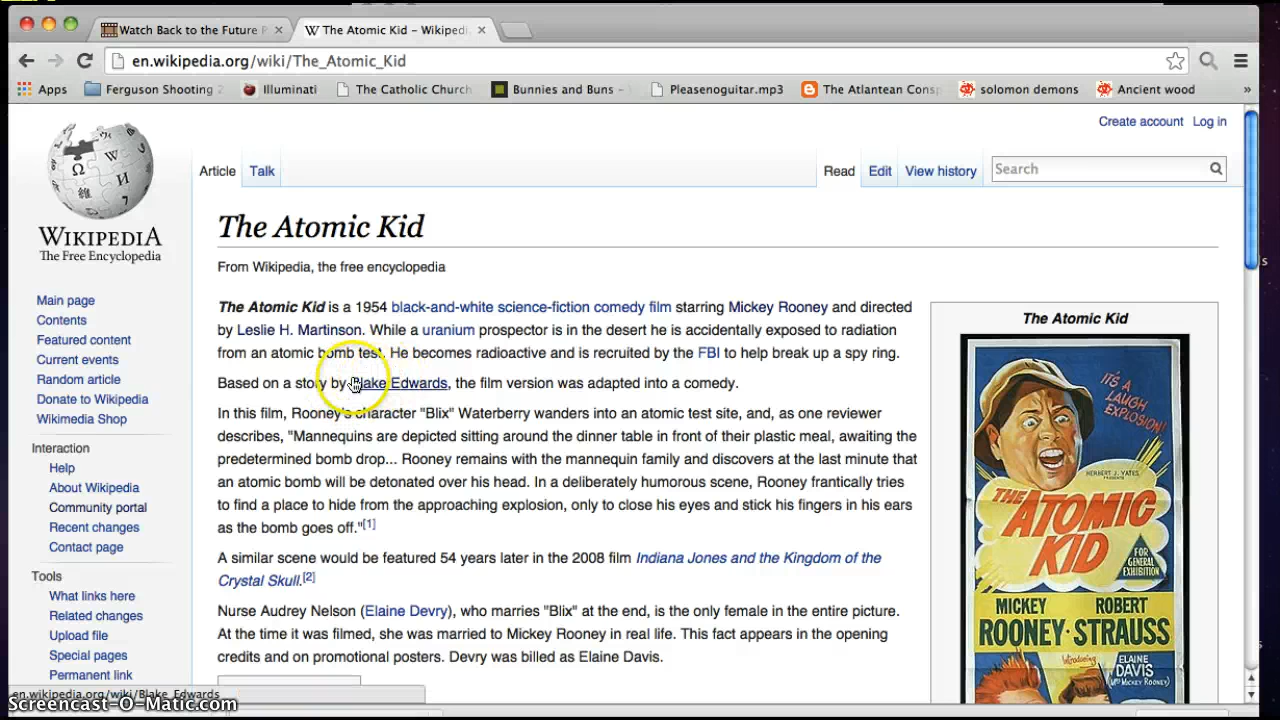 Watch Back to the Future P
The Atomic Kid – Wikipedi
en.wikipedia.org/wiki/The_Atomic_Kid
Apps
Ferguson Shooting 2
Illuminati
The Catholic Church
Bunnies and Buns –
Pleasenoguitar.mp3
The Atlantean Consp
solomon demons
Ancient wood
»
Create account Log in
Article Talk
Read Edit View history
Search
WIKIPEDIA
The Free Encyclopedia
Main page
Contents
Featured content
Current events
Random article
Donate to Wikipedia
Wikimedia Shop
Interaction
Help
About Wikipedia
Community portal
Recent changes
Contact page
Tools
What links here
Related changes
Upload file
Special pages
Permanent link
The Atomic Kid
From Wikipedia, the free encyclopedia
The Atomic Kid is a 1954 black-and-white science-fiction comedy film starring Mickey Rooney and directed
by Leslie H. Martinson. While a uranium prospector is in the desert he is accidentally exposed to radiation
from an atomic bomb test. He becomes radioactive and is recruited by the FBI to help break up a spy ring.
Based on a story by Blake Edwards, the film version was adapted into a comedy.
In this film, Rooney's character "Blix" Waterberry wanders into an atomic test site, and, as one reviewer
describes, "Mannequins are depicted sitting around the dinner table in front of their plastic meal, awaiting the
predetermined bomb drop... Rooney remains with the mannequin family and discovers at the last minute that
an atomic bomb will be detonated over his head. In a deliberately humorous scene, Rooney frantically tries
to find a place to hide from the approaching explosion, only to close his eyes and stick his fingers in his ears
as the bomb goes off."[1]
A similar scene would be featured 54 years later in the 2008 film Indiana Jones and the Kingdom of the
Crystal Skull.[2]
Nurse Audrey Nelson (Elaine Devry), who marries "Blix" at the end, is the only female in the entire picture.
At the time it was filmed, she was married to Mickey Rooney in real life. This fact appears in the opening
credits and on promotional posters. Devry was billed as Elaine Davis.
The Atomic Kid
IT'S A
LAUGH
EXPLOSION!
HERBERT J. YATES
PRESENTS
THE
ATOMIC
KID
FOR
GENERAL
EXHIBITION
MICKEY ROBERT
ROONEY·STRAUSS
Introducing
ELAINE
DAVIS
en.wikipedia.org/wiki/Blake_Edwards
Screencast-O-Matic.com